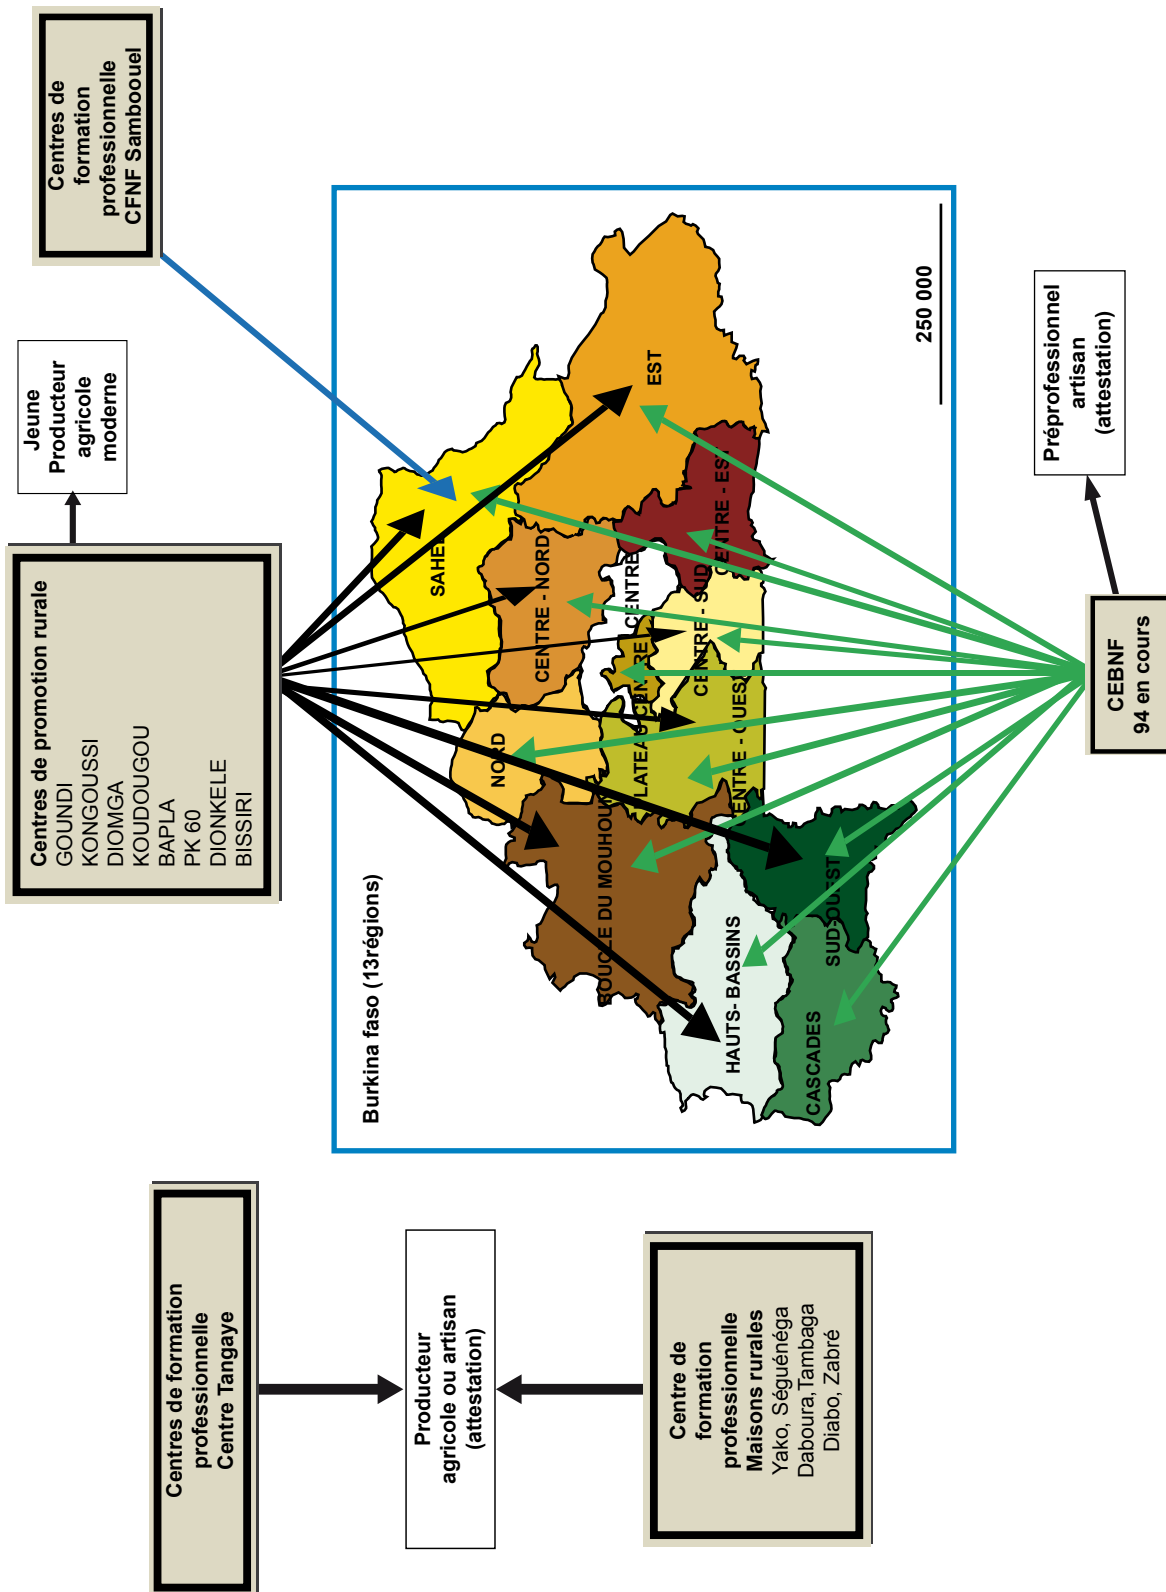 Centres de formation
professionnelle
Centre Tangaye
Producteur
agricole ou artisan
(attestation)
Centre de
formation
professionnelle
Maisons rurales
Yako, Séguénéga
Daboura,Tambaga
Diabo, Zabré
Centres de promotion rurale
GOUNDI
KONGOUSSI
DIOMGA
KOUDOUGOU
BAPLA
PK 60
DIONKELE
BISSIRI
Jeune
Producteur
agricole
moderne
Centres de
formation
professionnelle
CFNF Samboouel
Burkina faso (13régions)
SAHEL
NORD
CENTRE - NORD
BOUCLE DU MOUHOUN
CENTRE
PLATEAU CENTRE
EST
CENTRE - SUD
CENTRE - EST
CENTRE - OUEST
HAUTS- BASSINS
SUD-OUEST
CASCADES
250 000
CEBNF
94 en cours
Préprofessionnel
artisan
(attestation)